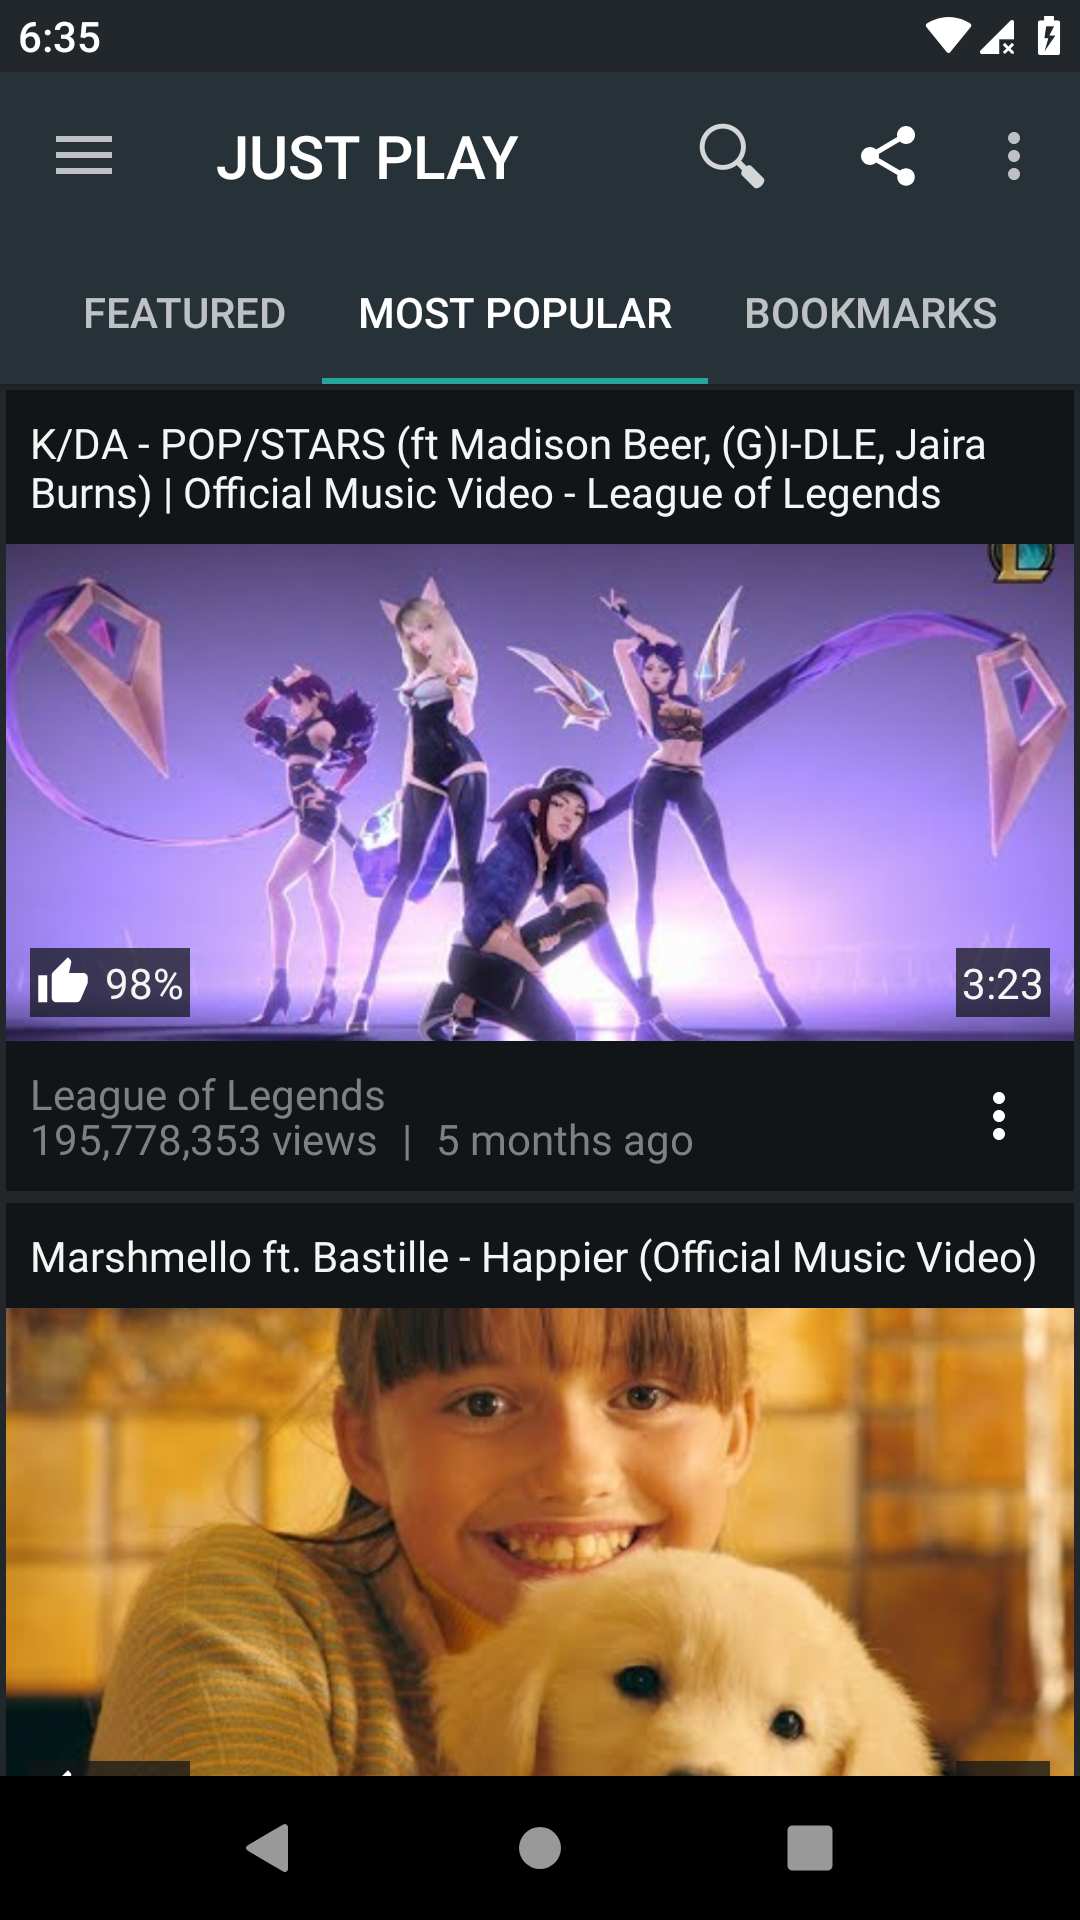 6:35
JUST PLAY
FEATURED
MOST POPULAR
BOOKMARKS
K/DA - POP/STARS (ft Madison Beer, (G)I-DLE, Jaira
Burns) | Official Music Video - League of Legends
98%
3:23
League of Legends
195,778,353 views | 5 months ago
Marshmello ft. Bastille - Happier (Official Music Video)